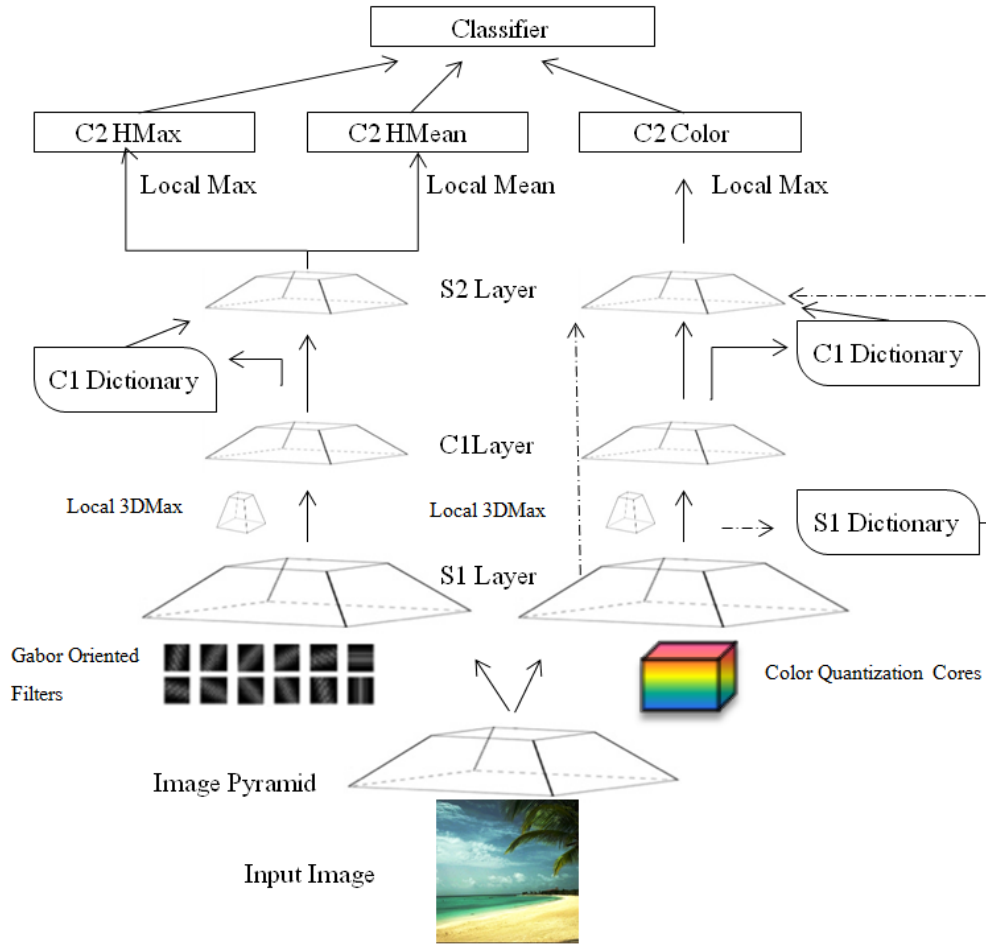 Classifier
C2 HMax
C2 HMean
C2 Color
Local Max
Local Mean
Local Max
S2 Layer
C1 Dictionary
C1 Dictionary
C1Layer
Local 3DMax
Local 3DMax
S1 Dictionary
S1 Layer
Gabor Oriented
Filters
Color Quantization Cores
Image Pyramid
Input Image